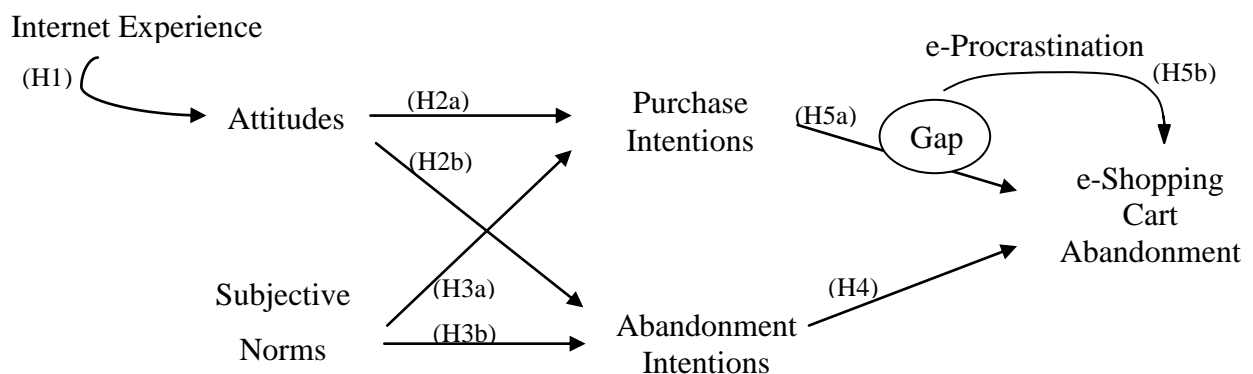 Internet Experience
(H1)
Attitudes
(H2a)
(H2b)
Subjective
Norms
(H3a)
(H3b)
Purchase
Intentions
Abandonment
Intentions
(H5a)
Gap
(H4)
e-Procrastination
(H5b)
e-Shopping
Cart
Abandonment